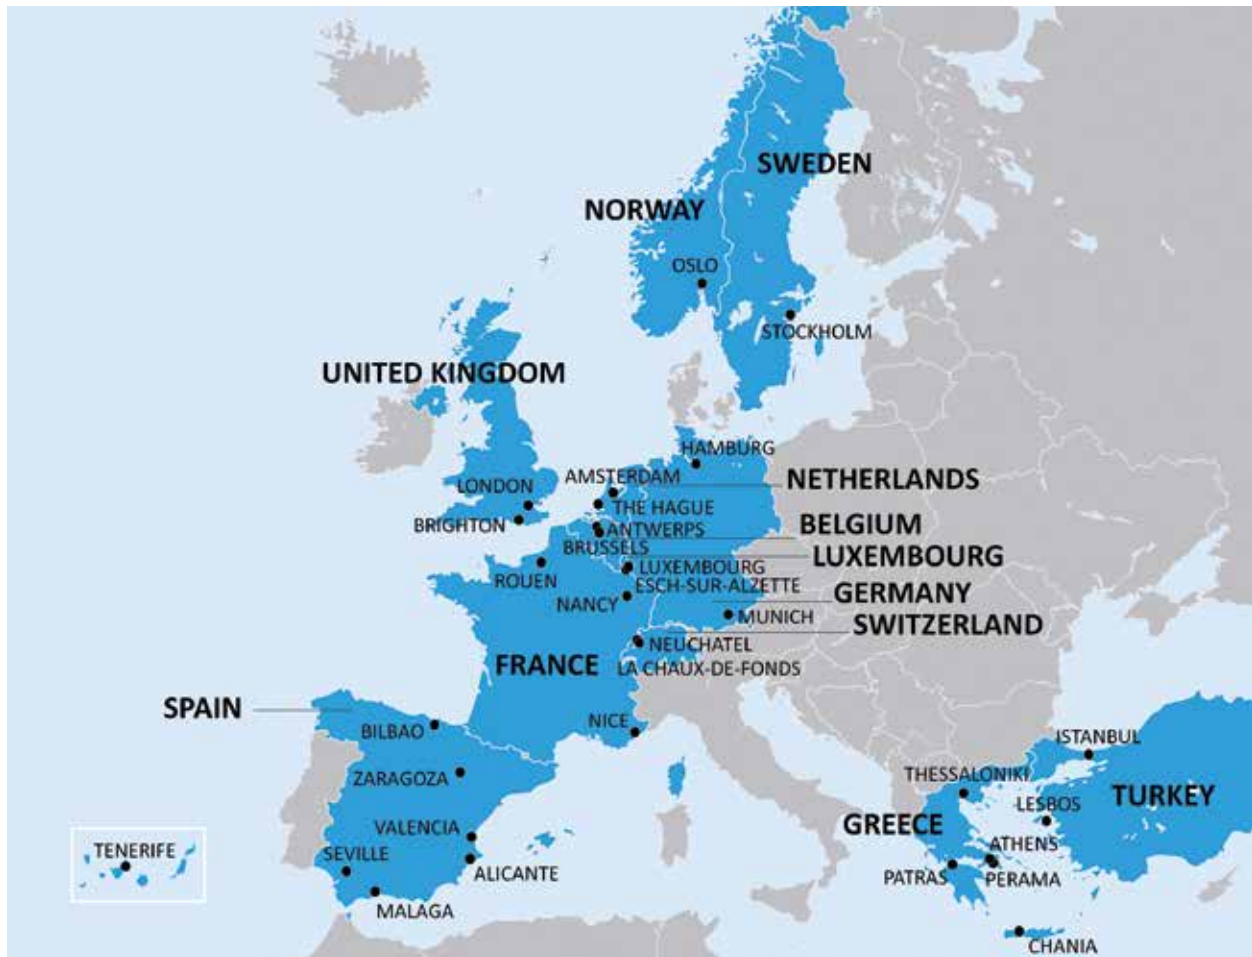 SWEDEN
NORWAY
OSLO
STOCKHOLM
UNITED KINGDOM
HAMBURG
AMSTERDAM
NETHERLANDS
LONDON
THE HAGUE
BRIGHTON
ANTWERPS
BELGIUM
BRUSSELS
LUXEMBOURG
ROUEN
LUXEMBOURG
ESCH-SUR-ALZETTE
NANCY
GERMANY
MUNICH
SWITZERLAND
NEUCHATEL
FRANCE
LA CHAUX-DE-FONDS
SPAIN
BILBAO
NICE
ISTANBUL
ZARAGOZA
THESSALONIKI
TURKEY
LESBOS
VALENCIA
GREECE
ATHENS
TENERIFE
SEVILLE
ALICANTE
PATRAS
PERAMA
MALAGA
CHANIA